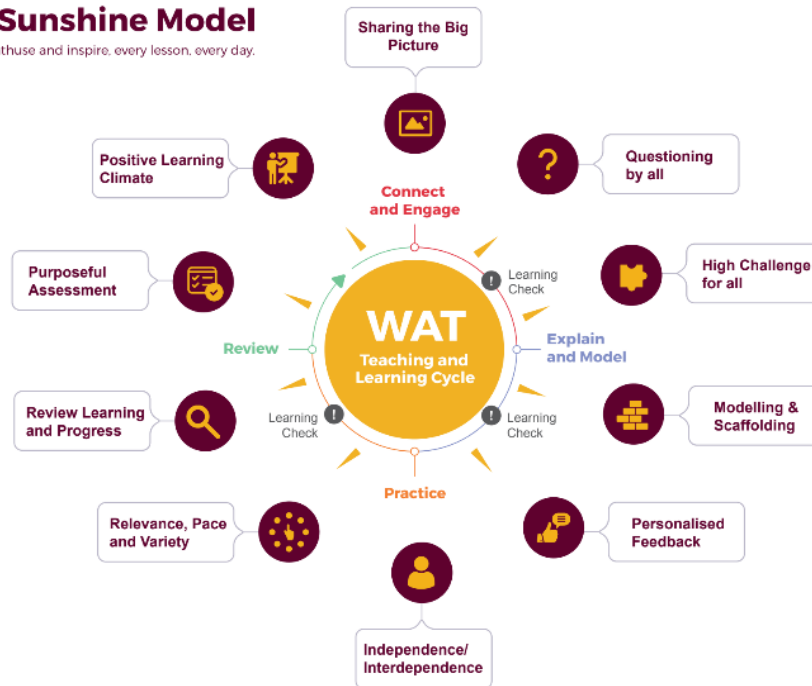 Sunshine Model
thuse and inspire, every lesson, every day.
Sharing the Big
Picture
Positive Learning
Climate
Questioning
by all
Connect
and Engage
Purposeful
Assessment
High Challenge
for all
Learning
Check
WAT
Teaching and
Learning Cycle
Review
Explain
and Model
Review Learning
and Progress
Learning
Check
Learning
Check
Modelling &
Scaffolding
Practice
Relevance, Pace
and Variety
Personalised
Feedback
Independence/
Interdependence